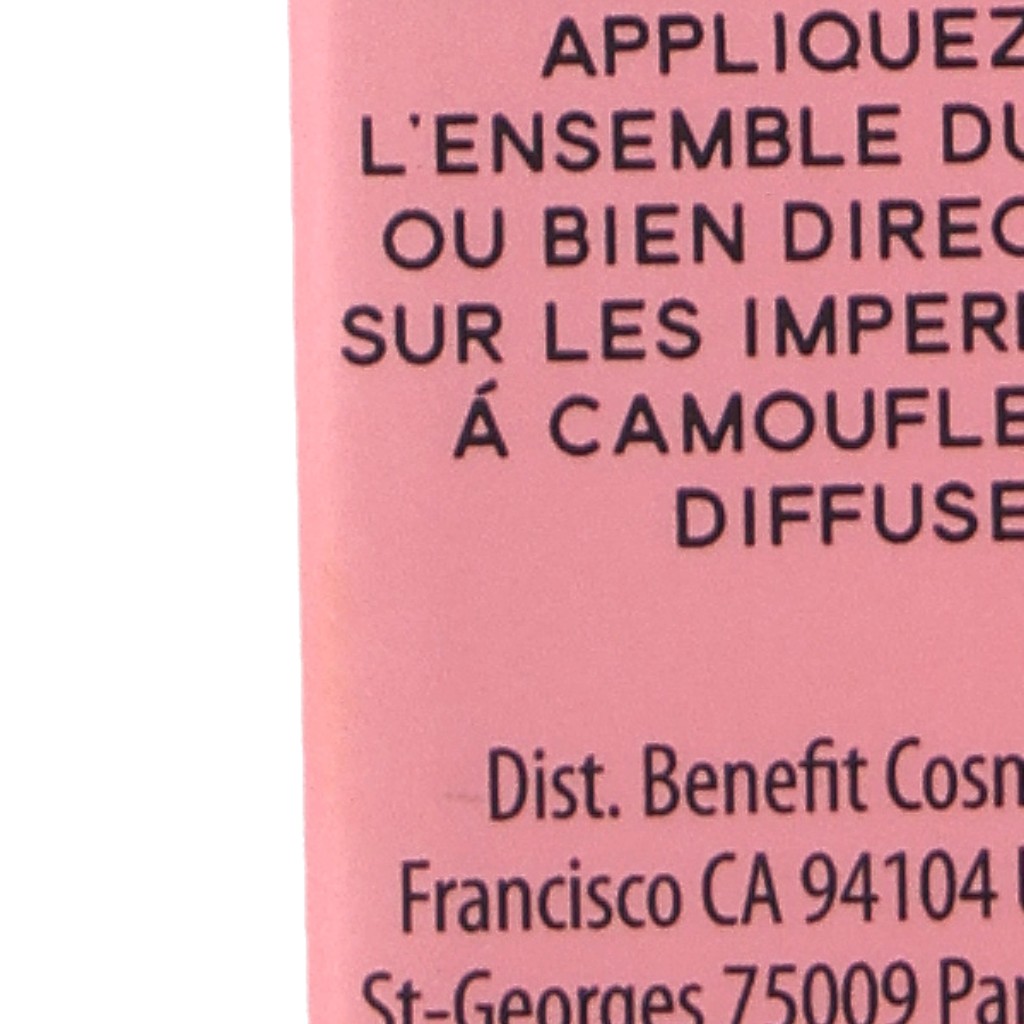 APPLIQUEZ
L'ENSEMBLE DU
OU BIEN DIREC
SUR LES IMPER
Á CAMOUFLE
DIFFUSE
Dist. Benefit Cosm
Francisco CA 94104
St-Georges 75009 Par